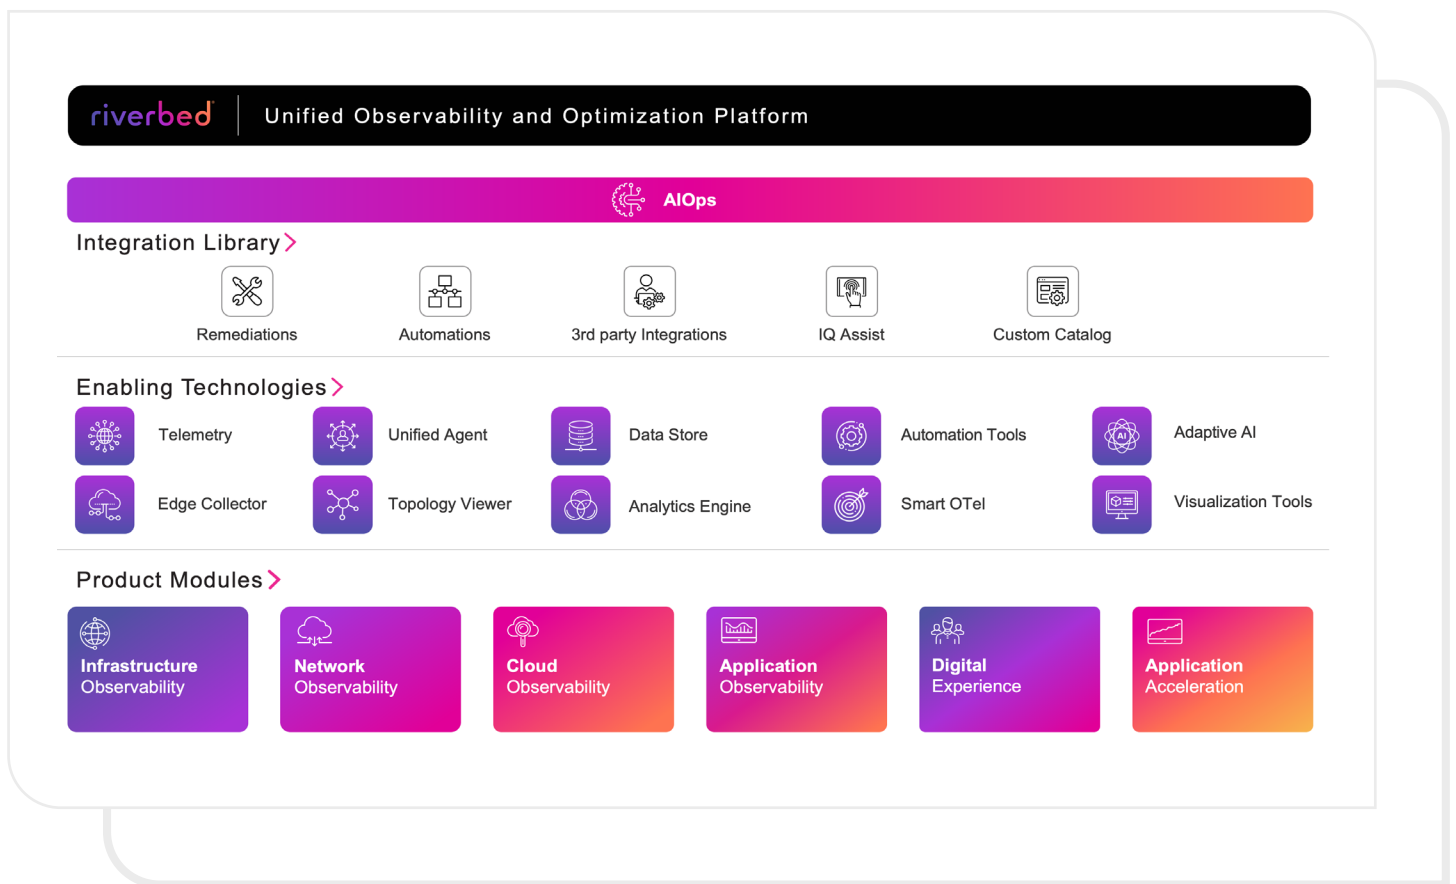 riverbed® Unified Observability and Optimization Platform
AIOps
Integration Library
Remediations
Automations
3rd party Integrations
IQ Assist
Custom Catalog
Enabling Technologies
Telemetry
Unified Agent
Data Store
Automation Tools
AI
Adaptive AI
Edge Collector
Topology Viewer
Analytics Engine
Smart OTel
Visualization Tools
Product Modules
Infrastructure
Observability
Network
Observability
Cloud
Observability
Application
Observability
Digital
Experience
Application
Acceleration